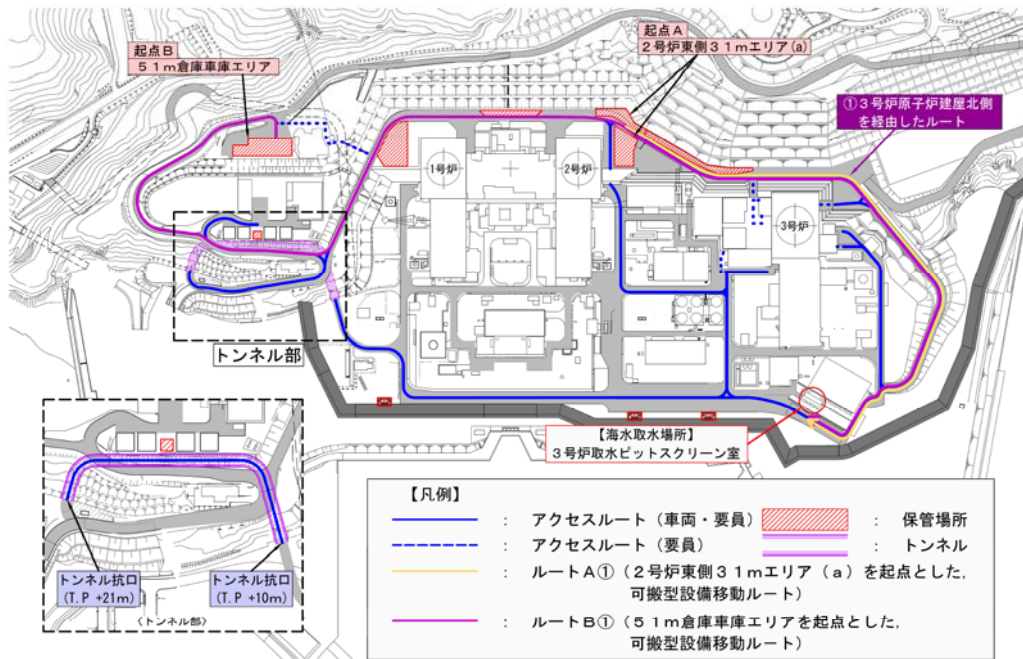 起点B
51m倉庫車庫エリア
起点A
2号炉東側31mエリア(a)
①3号炉原子炉建屋北側
を経由したルート
1号炉
2号炉
3号炉
トンネル部
【海水取水場所】
3号炉取水ピットスクリーン室
トンネル抗口
(T.P +21m)
トンネル抗口
(T.P +10m)
〈トンネル部〉
【凡例】
: アクセスルート(車両・要員)
: 保管場所
: アクセスルート(要員)
: トンネル
: ルートA①(2号炉東側31mエリア(a)を起点とした,
可搬型設備移動ルート)
: ルートB①(51m倉庫車庫エリアを起点とした,
可搬型設備移動ルート)